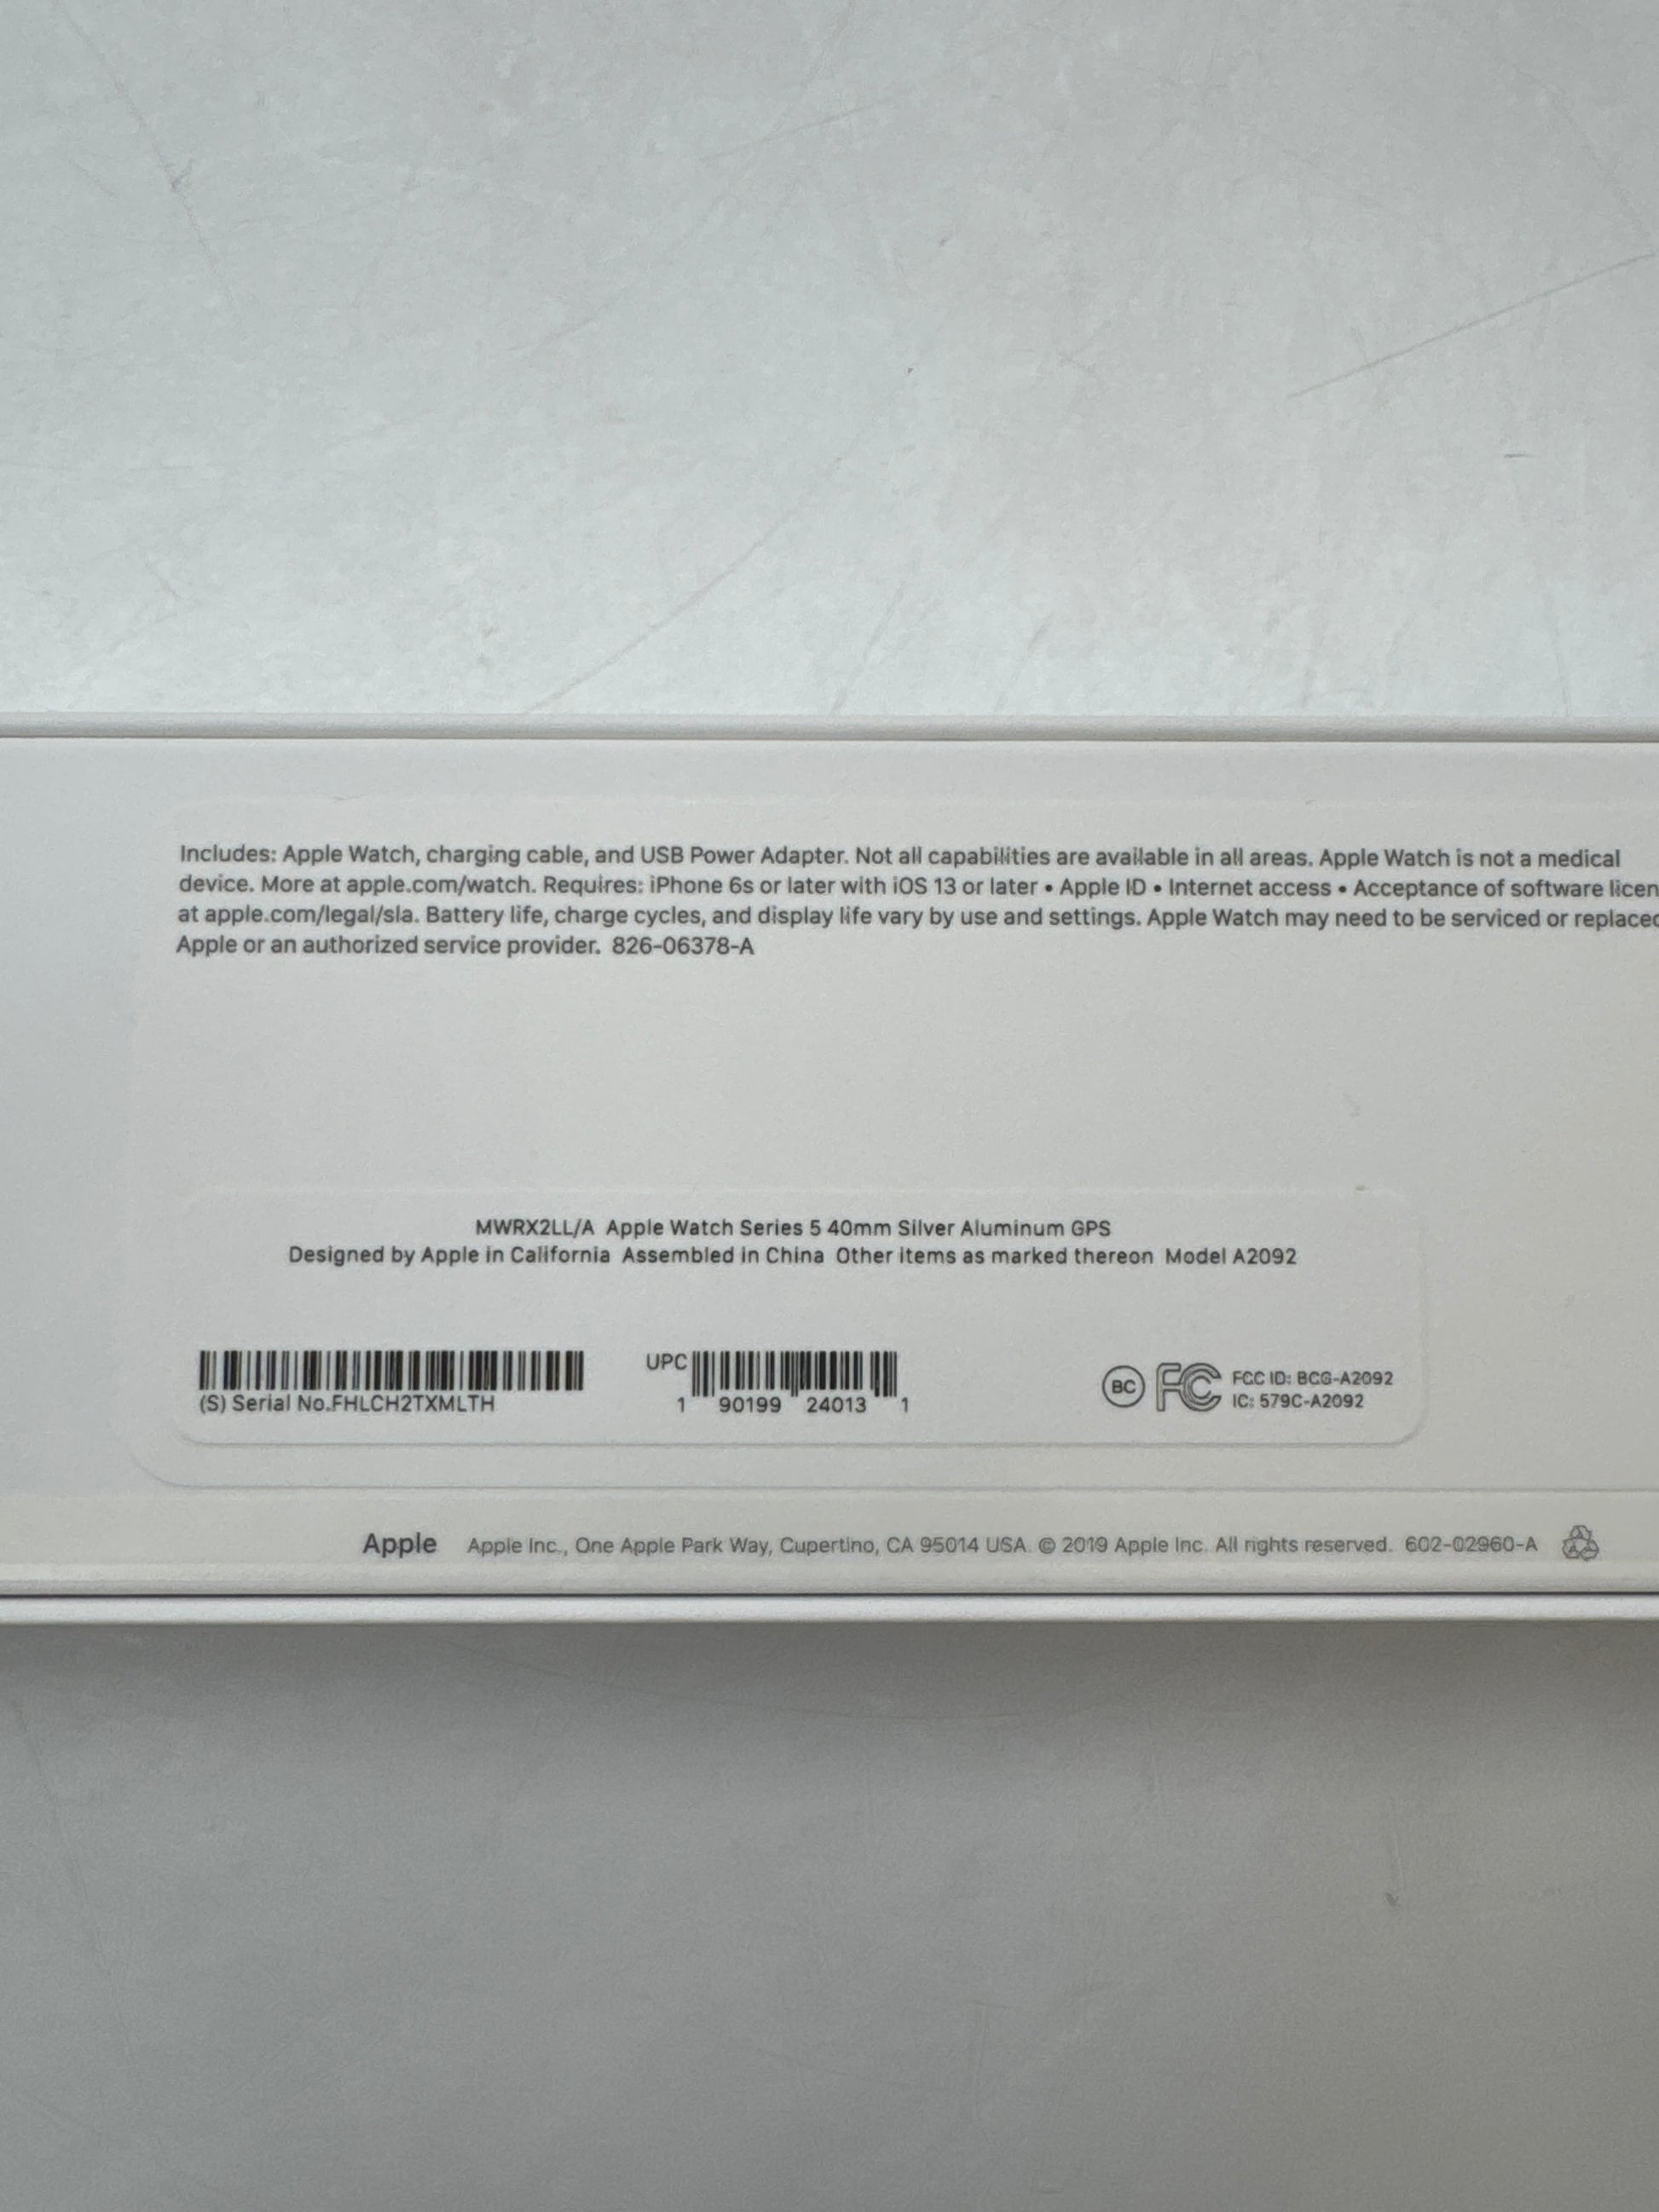 Includes: Apple Watch, charging cable, and USB Power Adapter. Not all capabilities are available in all areas. Apple Watch is not a medical
device. More at apple.com/watch. Requires: iPhone 6s or later with iOS 13 or later • Apple ID • Internet access • Acceptance of software licen
at apple.com/legal/sla. Battery life, charge cycles, and display life vary by use and settings. Apple Watch may need to be serviced or replaced
Apple or an authorized service provider. 826-06378-A
MWRX2LL/A Apple Watch Series 5 40mm Silver Aluminum GPS
Designed by Apple in California Assembled in China Other items as marked thereon Model A2092
(S) Serial No.FHLCH2TXMLTH
UPC
1 90199 24013 1
BC FC
FCC ID: BCG-A2092
IC: 579C-A2092
Apple Apple Inc., One Apple Park Way, Cupertino, CA 95014 USA. © 2019 Apple Inc. All rights reserved. 602-02960-A